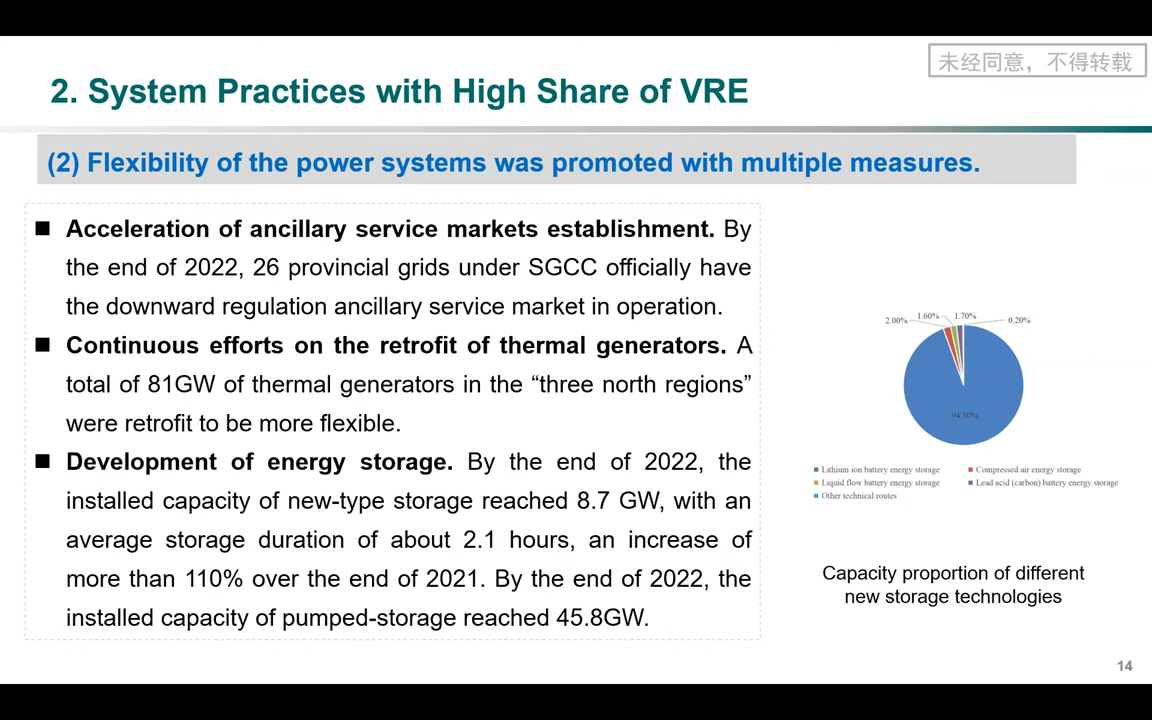 未经同意，不得转载
2. System Practices with High Share of VRE
(2) Flexibility of the power systems was promoted with multiple measures.
■ Acceleration of ancillary service markets establishment. By
the end of 2022, 26 provincial grids under SGCC officially have
the downward regulation ancillary service market in operation.
■ Continuous efforts on the retrofit of thermal generators. A
total of 81GW of thermal generators in the “three north regions”
were retrofit to be more flexible.
■ Development of energy storage. By the end of 2022, the
installed capacity of new-type storage reached 8.7 GW, with an
average storage duration of about 2.1 hours, an increase of
more than 110% over the end of 2021. By the end of 2022, the
installed capacity of pumped-storage reached 45.8GW.
2.00% 1.60% 1.70% 0.20%
94.50%
Lithium ion battery energy storage Compressed air energy storage
Liquid flow battery energy storage Lead acid (carbon) battery energy storage
Other technical routes
Capacity proportion of different
new storage technologies
14